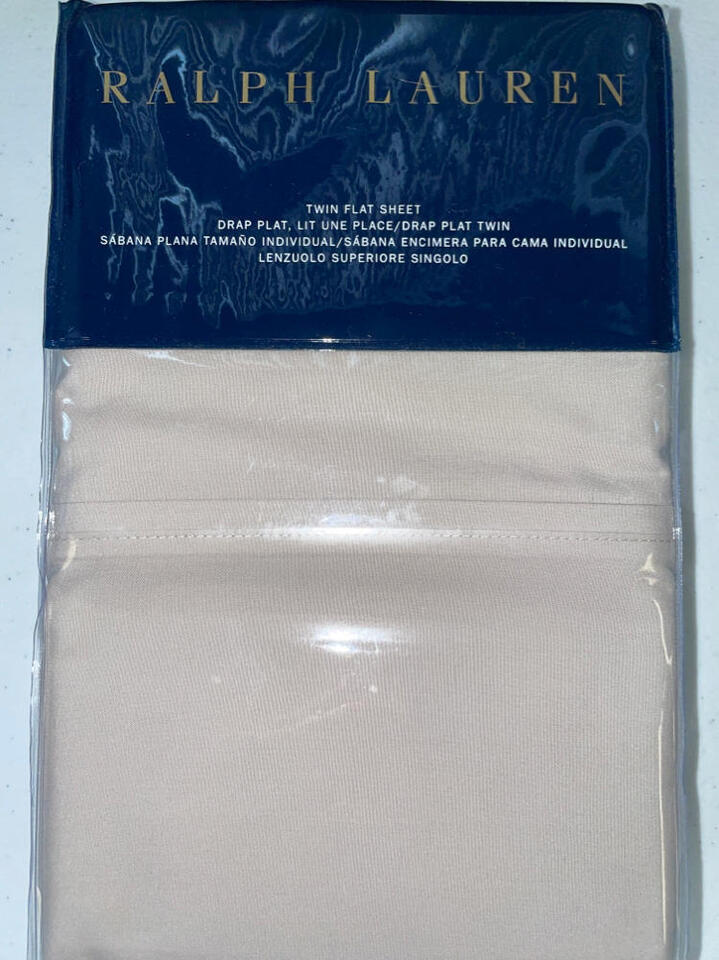 RALPH LAUREN
TWIN FLAT SHEET
DRAP PLAT, LIT UNE PLACE/DRAP PLAT TWIN
SÁBANA PLANA TAMAÑO INDIVIDUAL/SÁBANA ENCIMERA PARA CAMA INDIVIDUAL
LENZUOLO SUPERIORE SINGOLO